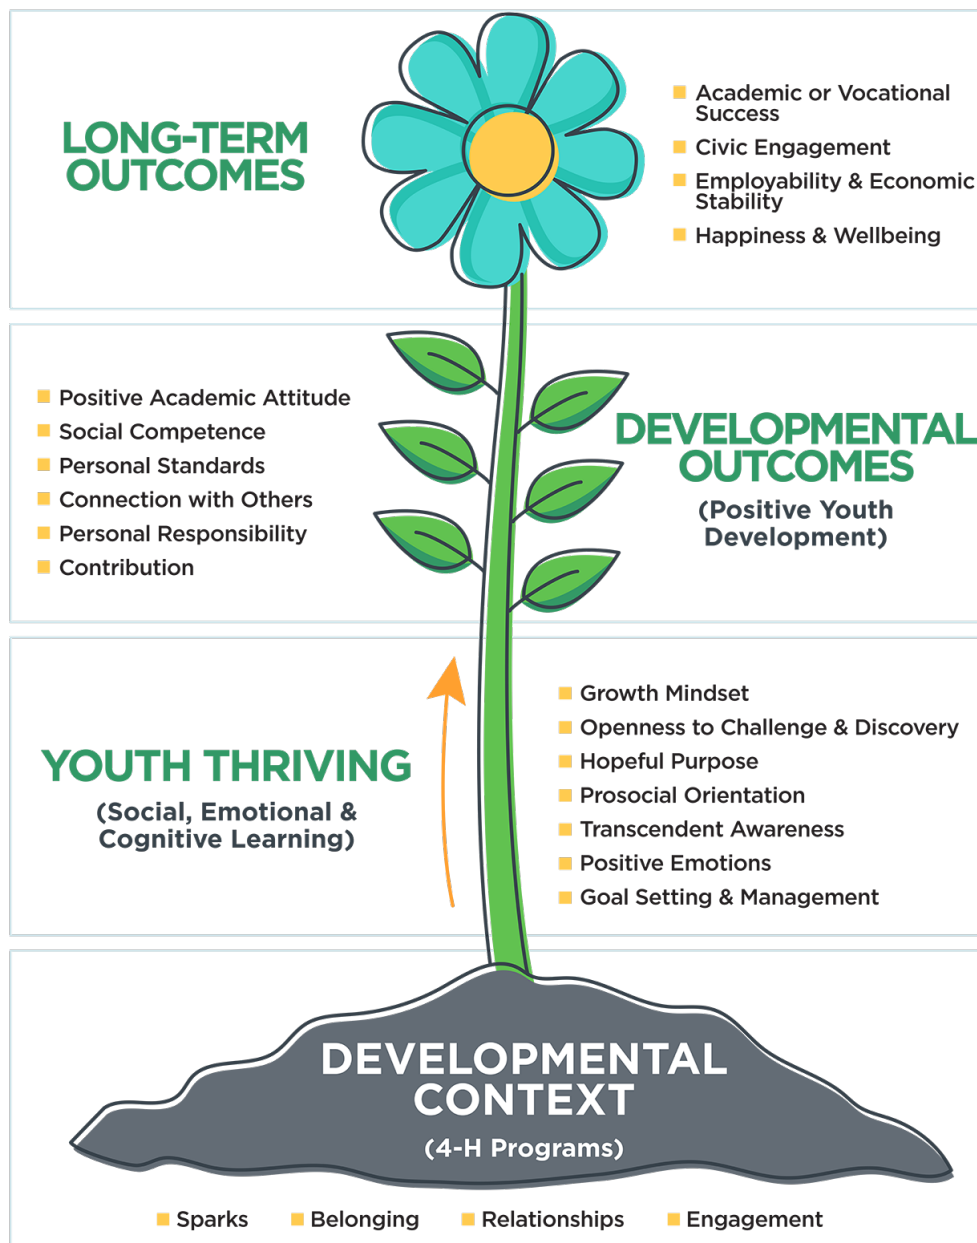 LONG-TERM
OUTCOMES
Academic or Vocational
Success
Civic Engagement
Employability & Economic
Stability
Happiness & Wellbeing
Positive Academic Attitude
Social Competence
Personal Standards
Connection with Others
Personal Responsibility
Contribution
DEVELOPMENTAL
OUTCOMES
(Positive Youth
Development)
YOUTH THRIVING
(Social, Emotional &
Cognitive Learning)
Growth Mindset
Openness to Challenge & Discovery
Hopeful Purpose
Prosocial Orientation
Transcendent Awareness
Positive Emotions
Goal Setting & Management
DEVELOPMENTAL
CONTEXT
(4-H Programs)
Sparks Belonging Relationships Engagement